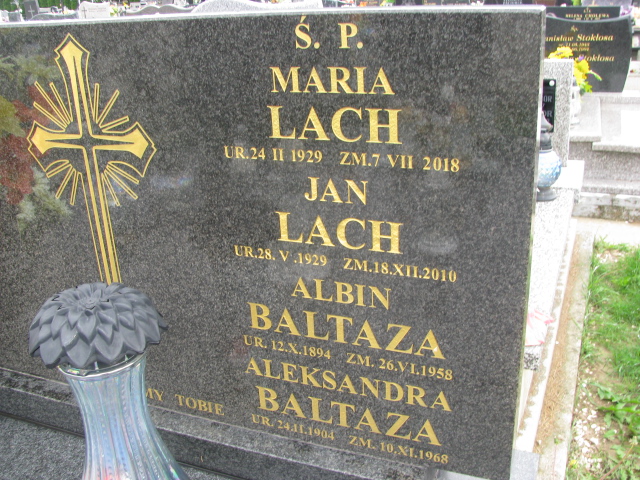 Ś. P.
MARIA
LACH
UR.24 II 1929 ZM.7 VII 2018
JAN
LACH
UR.28. V .1929 ZM.18.XII.2010
ALBIN
BALTAZA
UR. 12.X.1894 ZM. 26.VI.1958
ALEKSANDRA
BALTAZA
UR. 24.II.1904 ZM. 10.XI.1968
MY TOBIE
Stokłosa